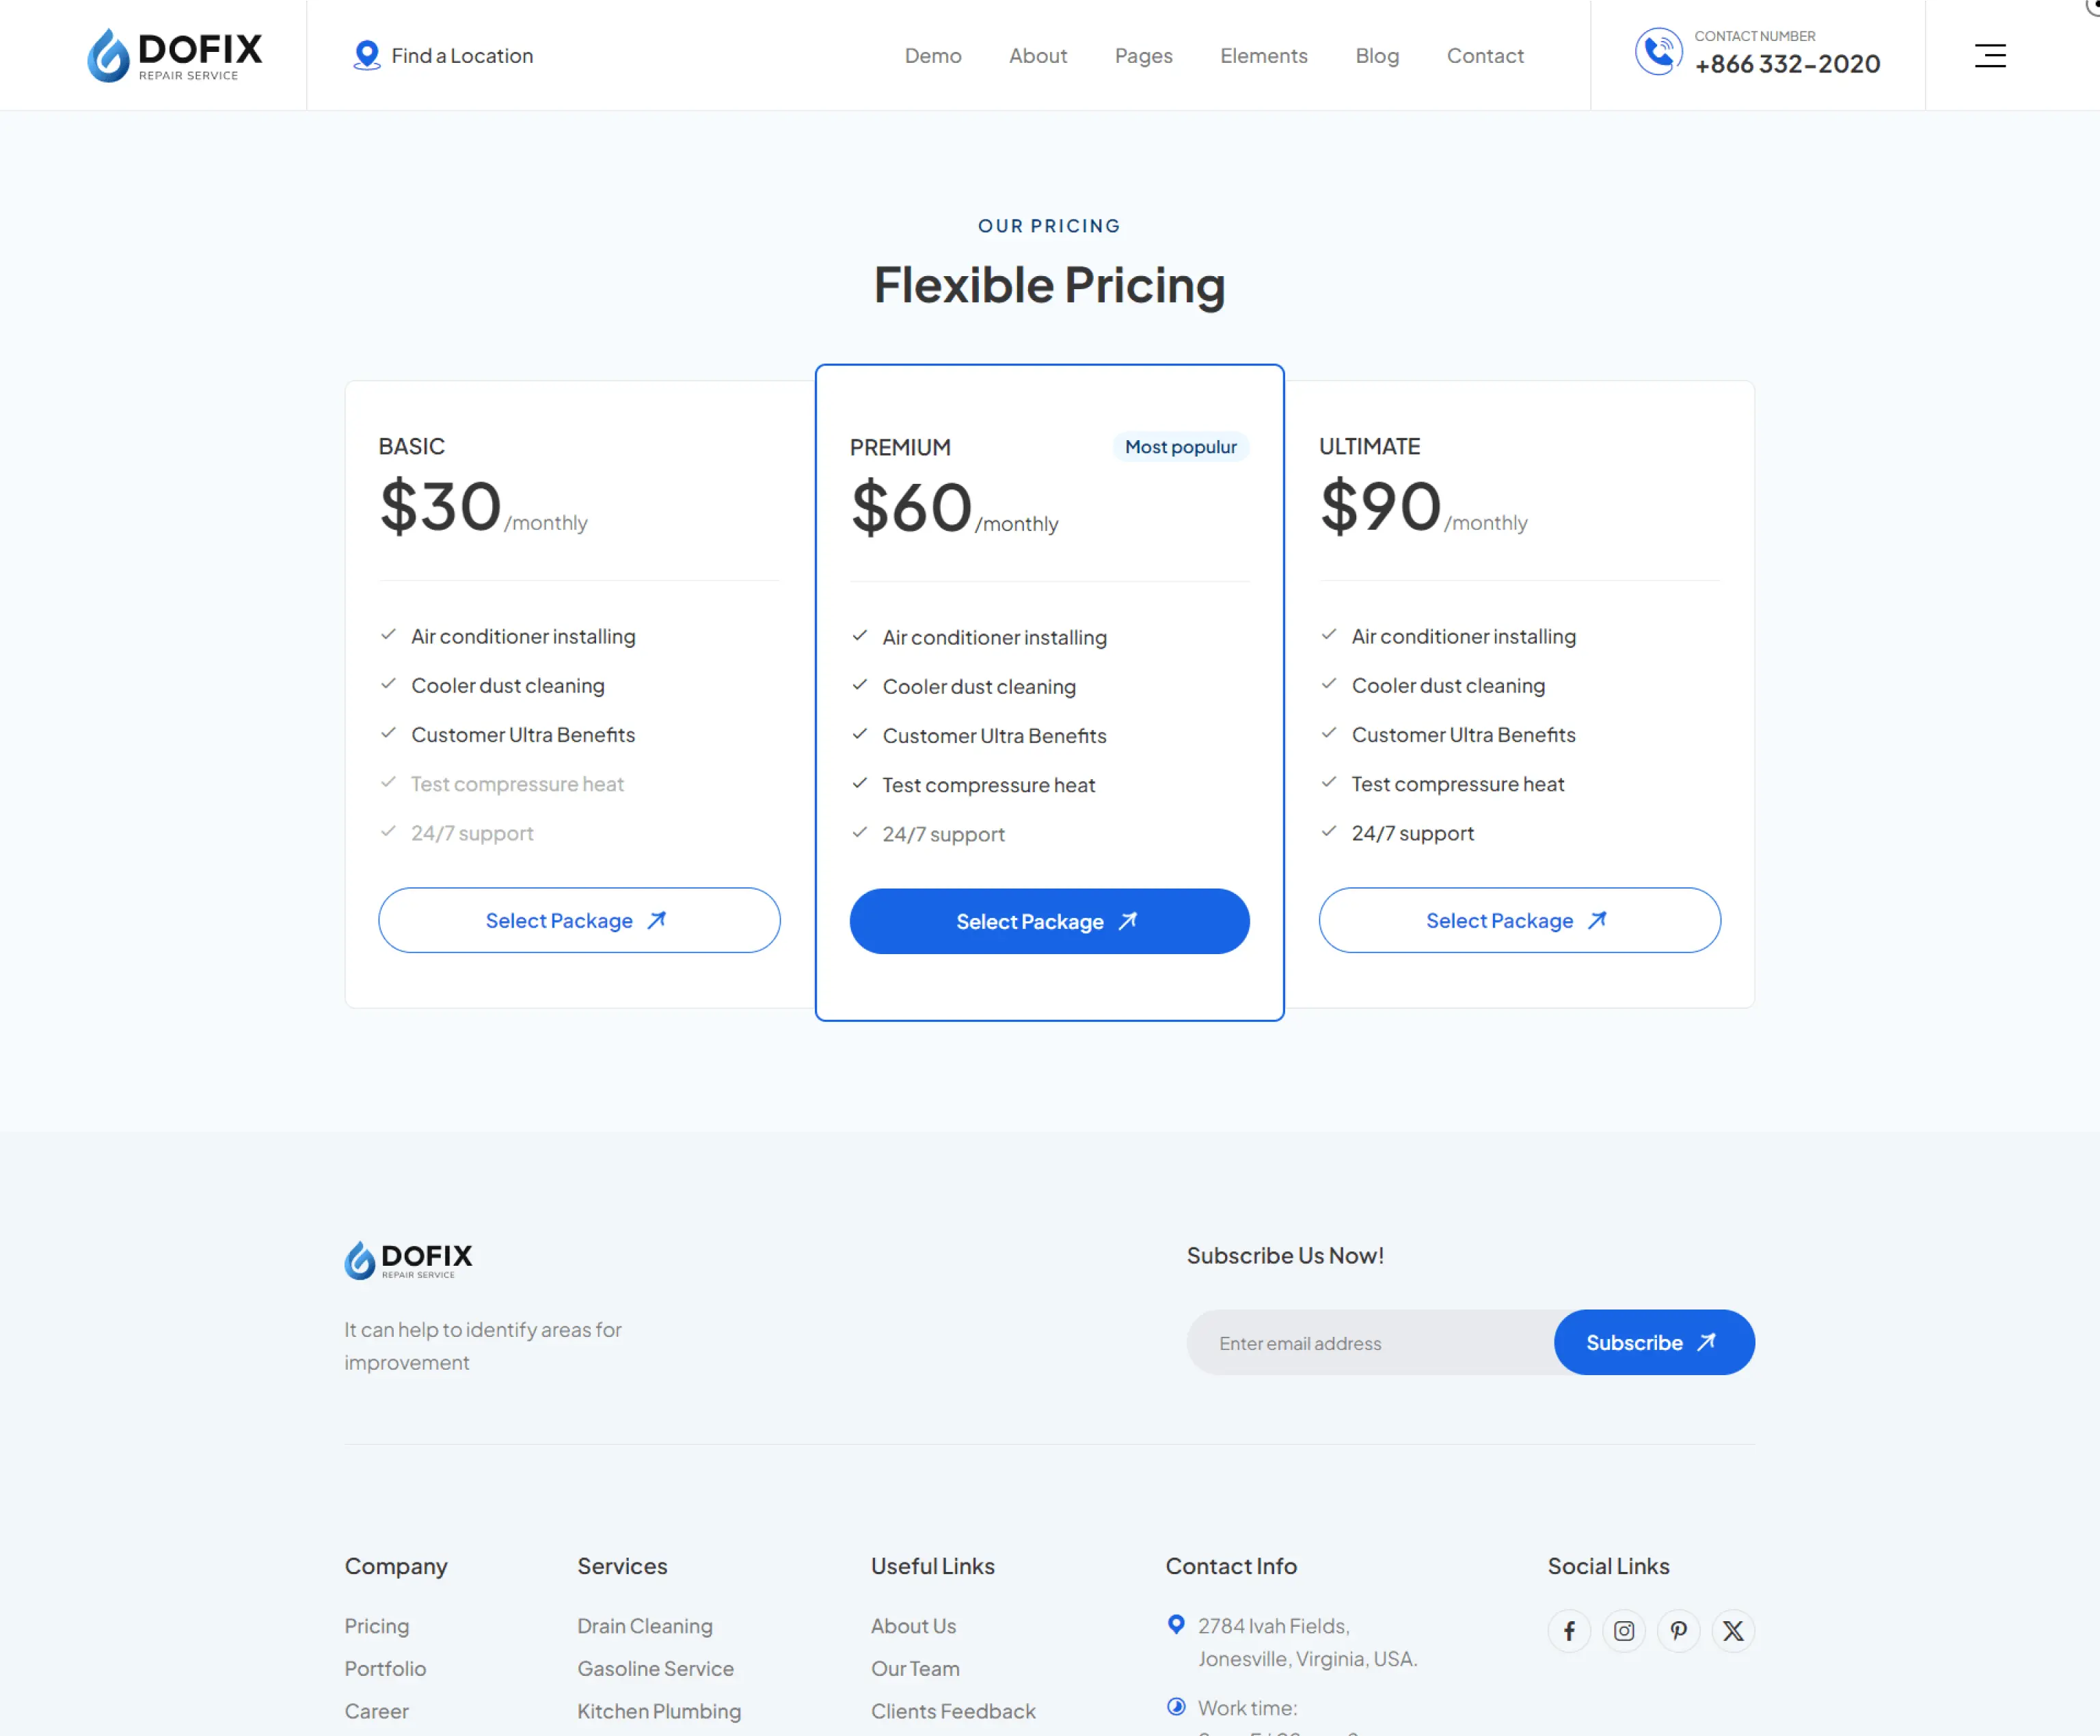 DOFIX
REPAIR SERVICE
Find a Location
Demo
About
Pages
Elements
Blog
Contact
CONTACT NUMBER
+866 332-2020
OUR PRICING
Flexible Pricing
BASIC
$30/monthly
Air conditioner installing
Cooler dust cleaning
Customer Ultra Benefits
Test compressure heat
24/7 support
Select Package
PREMIUM
Most populur
$60/monthly
Air conditioner installing
Cooler dust cleaning
Customer Ultra Benefits
Test compressure heat
24/7 support
Select Package
ULTIMATE
$90/monthly
Air conditioner installing
Cooler dust cleaning
Customer Ultra Benefits
Test compressure heat
24/7 support
Select Package
DOFIX
REPAIR SERVICE
It can help to identify areas for
improvement
Subscribe Us Now!
Enter email address
Subscribe
Company
Pricing
Portfolio
Career
Services
Drain Cleaning
Gasoline Service
Kitchen Plumbing
Useful Links
About Us
Our Team
Clients Feedback
Contact Info
2784 Ivah Fields,
Jonesville, Virginia, USA.
Work time:
Social Links